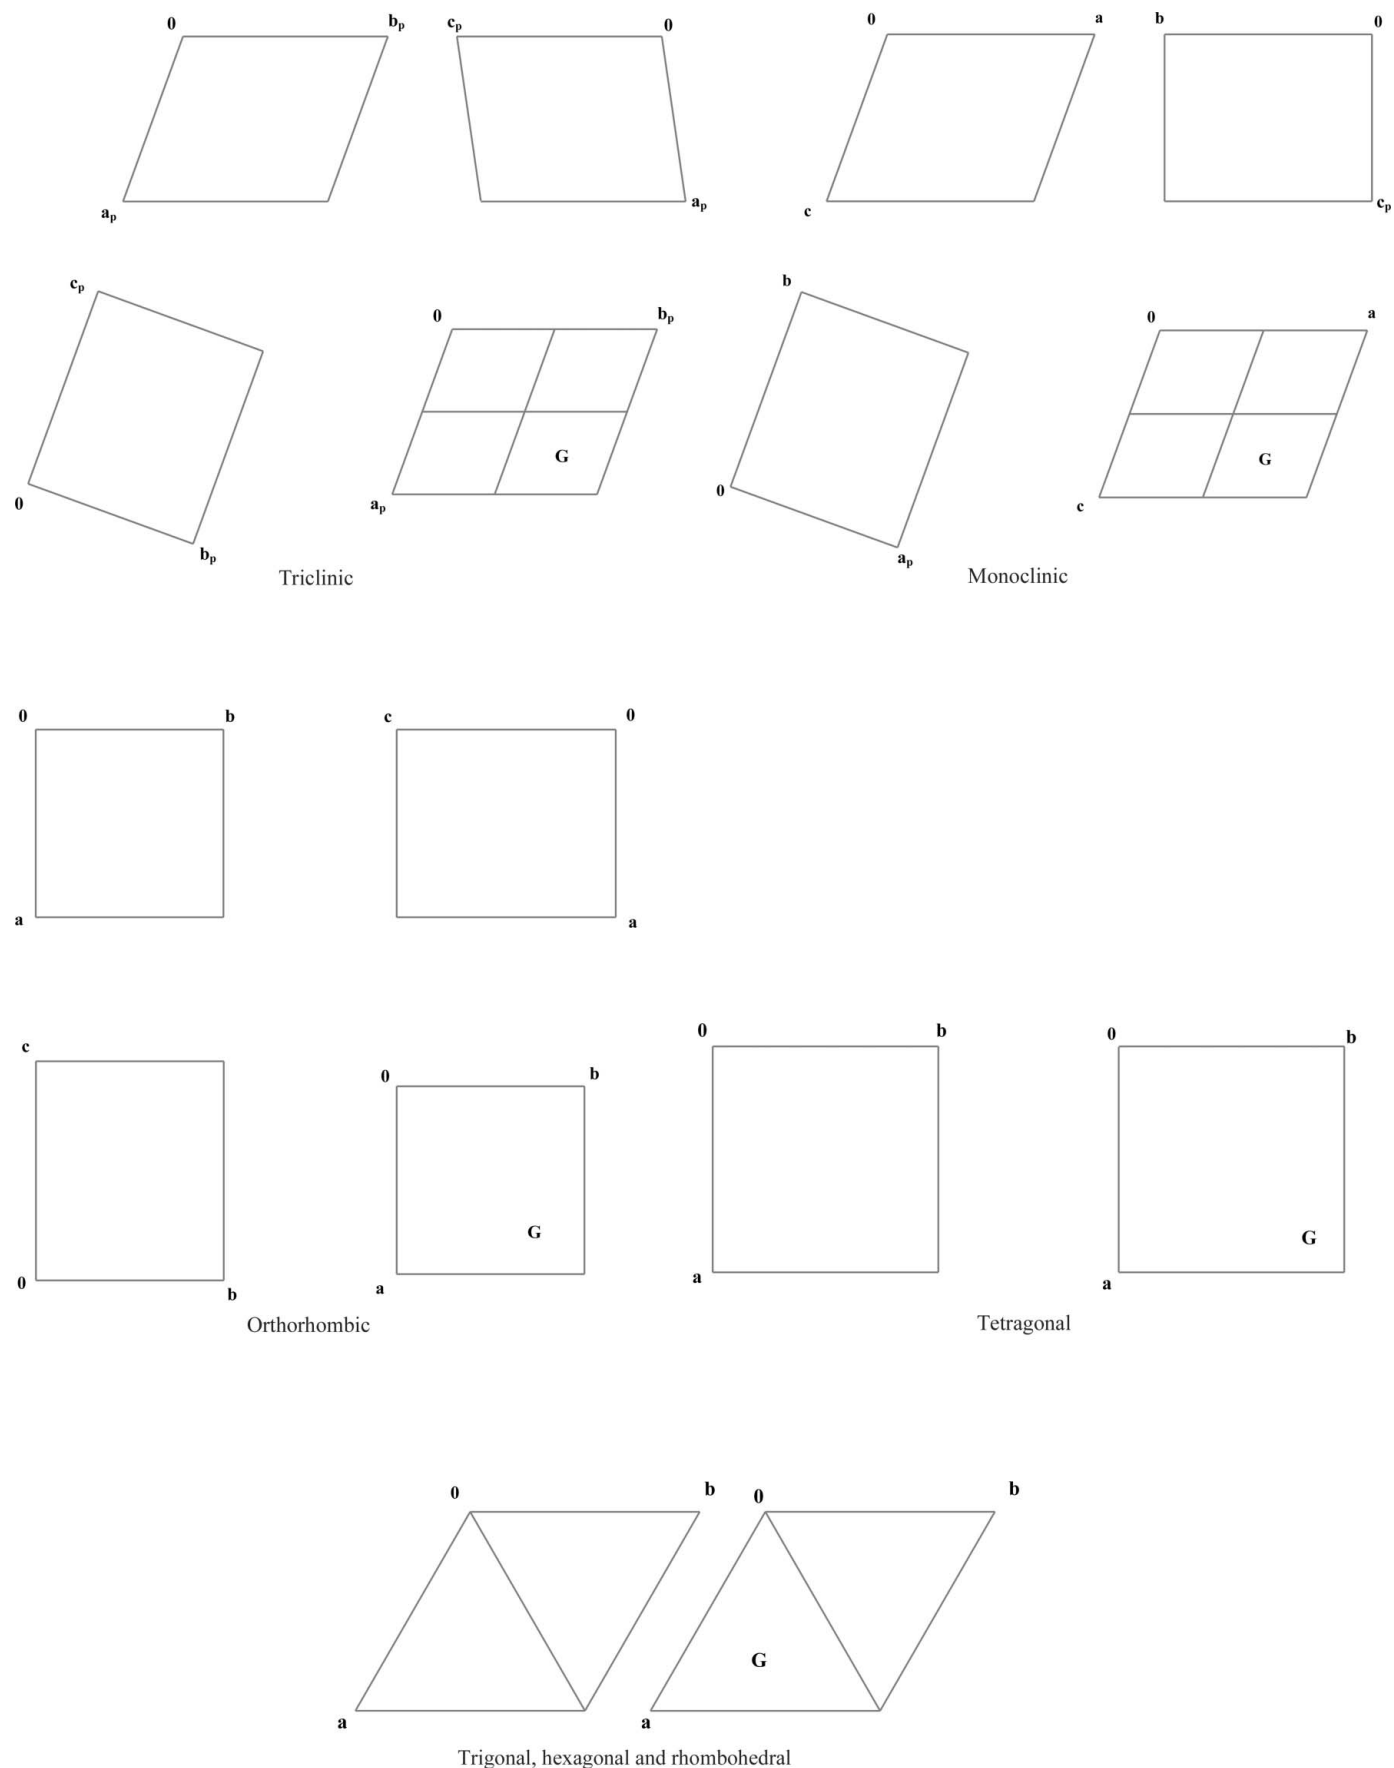 0 b_p c_p 0 0 a b 0
a_p a_p c c_p
c_p 0 b_p b 0 a
G G
0 a_p 0 c
b_p a_p
Triclinic Monoclinic
0 b c 0
a a
c 0 b 0 b 0 b
G G
0 b a a a
Orthorhombic Tetragonal
0 b 0 b
G
a a
Trigonal, hexagonal and rhombohedral